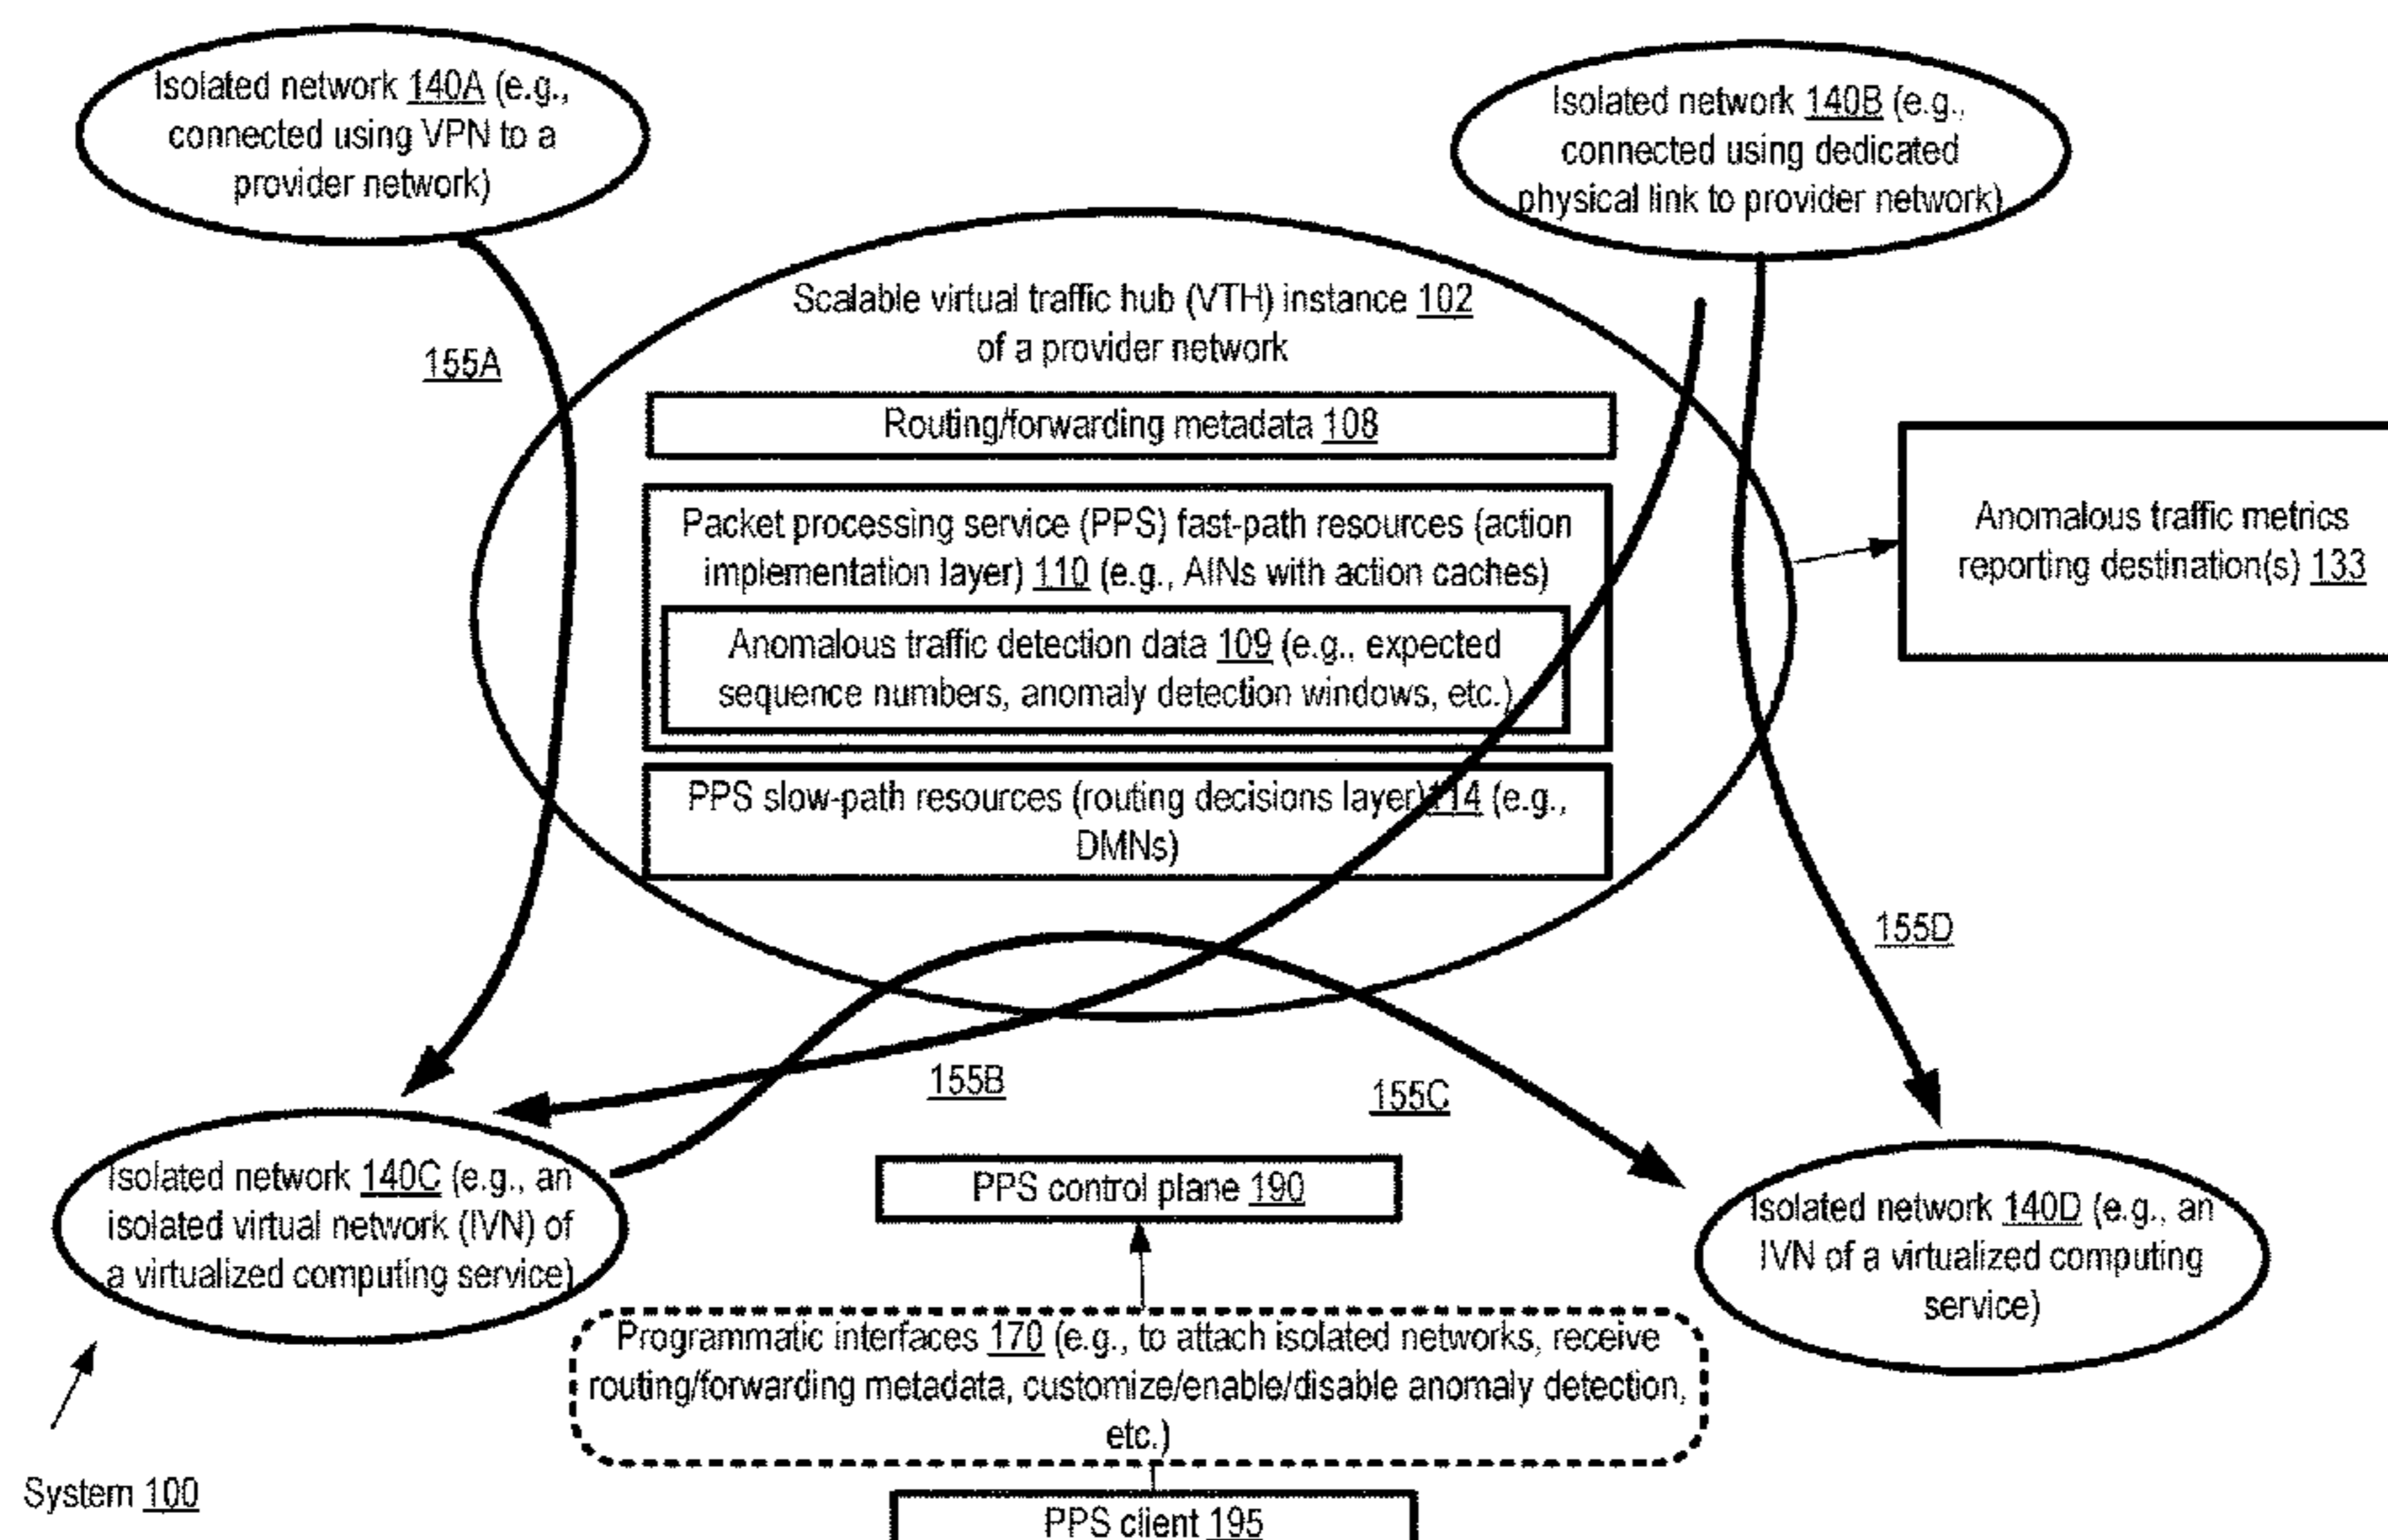 Isolated network 140A (e.g.,
connected using VPN to a
provider network)
Isolated network 140B (e.g.,
connected using dedicated
physical link to provider network)
Scalable virtual traffic hub (VTH) instance 102
of a provider network
155A
Routing/forwarding metadata 108
Packet processing service (PPS) fast-path resources (action
implementation layer) 110 (e.g., AINs with action caches)
Anomalous traffic detection data 109 (e.g., expected
sequence numbers, anomaly detection windows, etc.)
Anomalous traffic metrics
reporting destination(s) 133
PPS slow-path resources (routing decisions layer)114 (e.g.,
DMNs)
155D
155B
155C
Isolated network 140C (e.g., an
isolated virtual network (IVN) of
a virtualized computing service)
PPS control plane 190
Isolated network 140D (e.g., an
IVN of a virtualized computing
service)
Programmatic interfaces 170 (e.g., to attach isolated networks, receive
routing/forwarding metadata, customize/enable/disable anomaly detection,
etc.)
System 100
PPS client 195